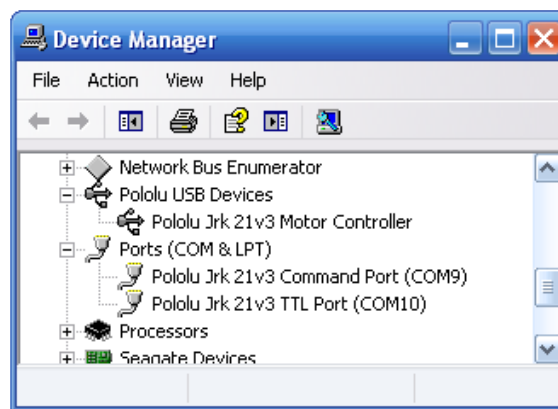 Device Manager
File Action View Help
Network Bus Enumerator
Pololu USB Devices
Pololu Jrk 21v3 Motor Controller
Ports (COM & LPT)
Pololu Jrk 21v3 Command Port (COM9)
Pololu Jrk 21v3 TTL Port (COM10)
Processors
Seagate Devices